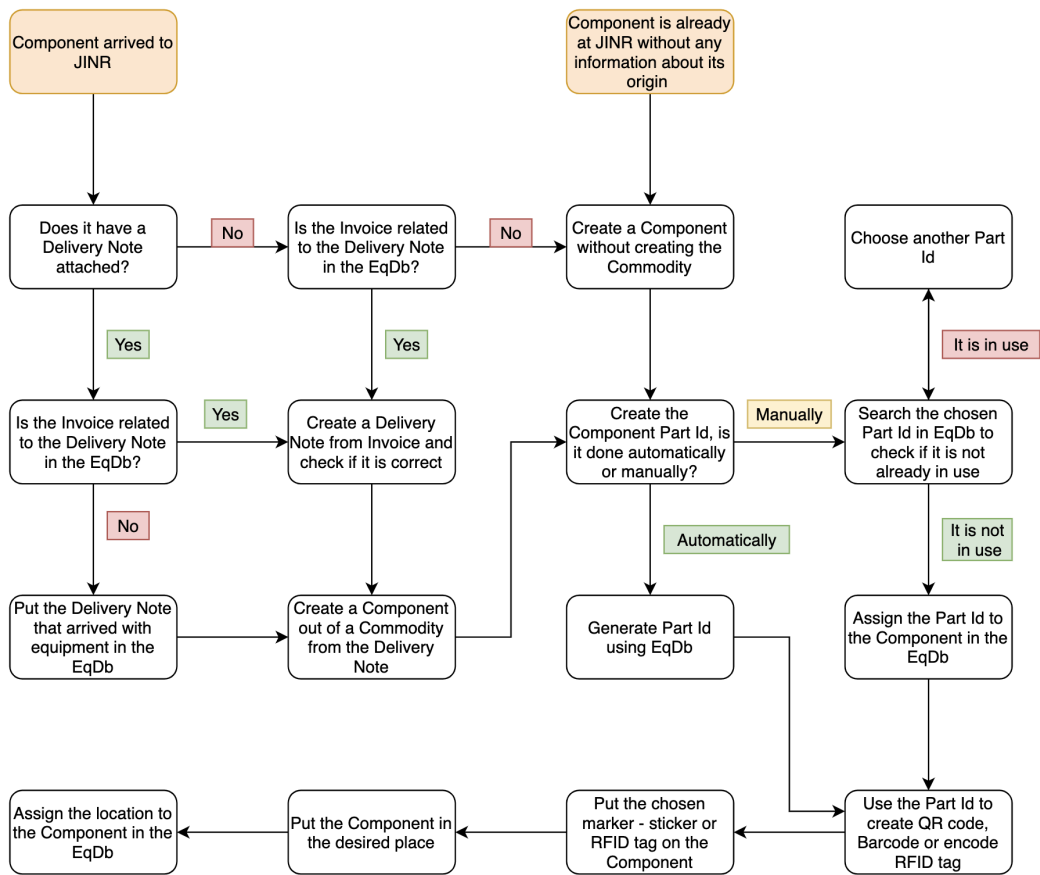 Component arrived to
JINR
Component is already
at JINR without any
information about its
origin
Does it have a
Delivery Note
attached?
No
Is the Invoice related
to the Delivery Note
in the EqDb?
No
Create a Component
without creating the
Commodity
Choose another Part
Id
Yes
Yes
It is in use
Is the Invoice related
to the Delivery Note
in the EqDb?
Yes
Create a Delivery
Note from Invoice and
check if it is correct
Create the
Component Part Id, is
it done automatically
or manually?
Manually
Search the chosen
Part Id in EqDb to
check if it is not
already in use
No
Automatically
It is not
in use
Put the Delivery Note
that arrived with
equipment in the
EqDb
Create a Component
out of a Commodity
from the Delivery
Note
Generate Part Id
using EqDb
Assign the Part Id to
the Component in the
EqDb
Assign the location to
the Component in the
EqDb
Put the Component in
the desired place
Put the chosen
marker - sticker or
RFID tag on the
Component
Use the Part Id to
create QR code,
Barcode or encode
RFID tag